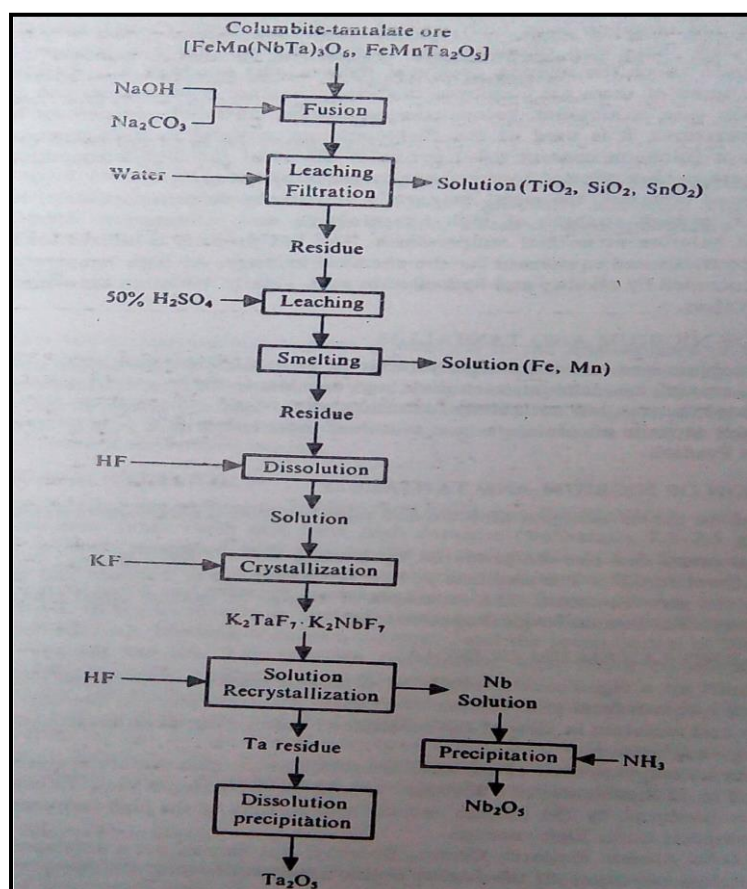 Columbite-tantalate ore
[FeMn(NbTa)₃O₆, FeMnTa₂O₅]
NaOH
Na₂CO₃
Fusion
Water
Leaching
Filtration
Solution (TiO₂, SiO₂, SnO₂)
Residue
50% H₂SO₄
Leaching
Smelting
Solution (Fe, Mn)
Residue
HF
Dissolution
Solution
KF
Crystallization
K₂TaF₇·K₂NbF₇
HF
Solution
Recrystallization
Nb
Solution
Ta residue
Precipitation
NH₃
Dissolution
precipitation
Nb₂O₅
Ta₂O₅